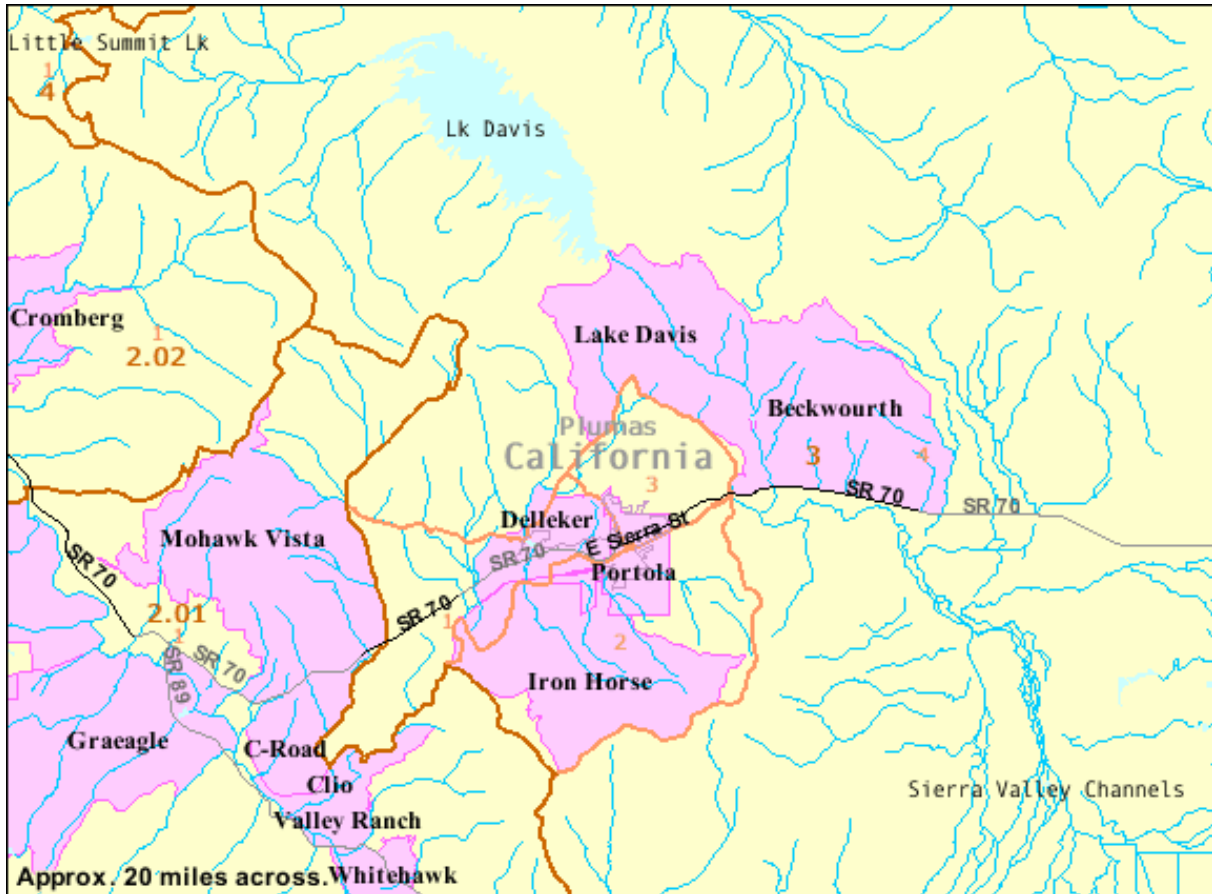 Little Summit Lk
1
4
Lk Davis
Cromberg
1
2.02
Lake Davis
Beckwourth
Plumas
California
3
4
3
SR 70
SR 70
Delleker
Mohawk Vista
E Sierra St
SR 70
SR 70
Portola
2.01
SR 70
1
1
2
SR 70
SR 89
Iron Horse
Graeagle
C-Road
Clio
Sierra Valley Channels
Valley Ranch
Approx. 20 miles across.
Whitehawk